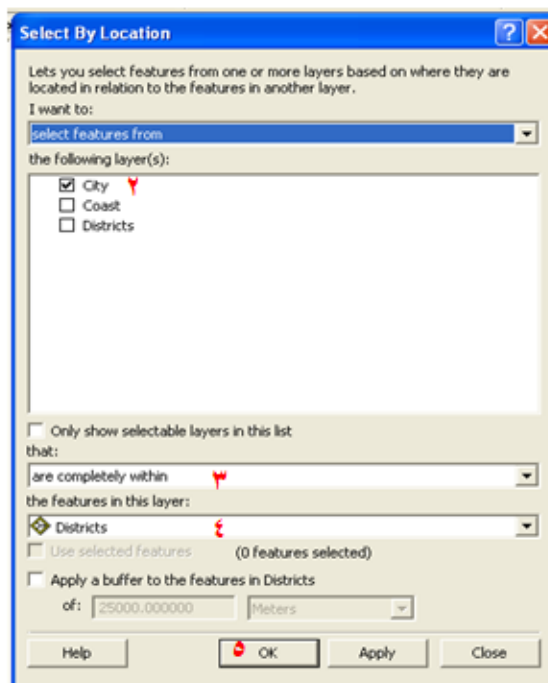 Select By Location
Lets you select features from one or more layers based on where they are
located in relation to the features in another layer.
I want to:
select features from
the following layer(s):
City ٢
Coast
Districts
Only show selectable layers in this list
that:
are completely within ٣
the features in this layer:
Districts ٤
Use selected features (0 features selected)
Apply a buffer to the features in Districts
of: 25000.000000 Meters
Help ٥ OK Apply Close